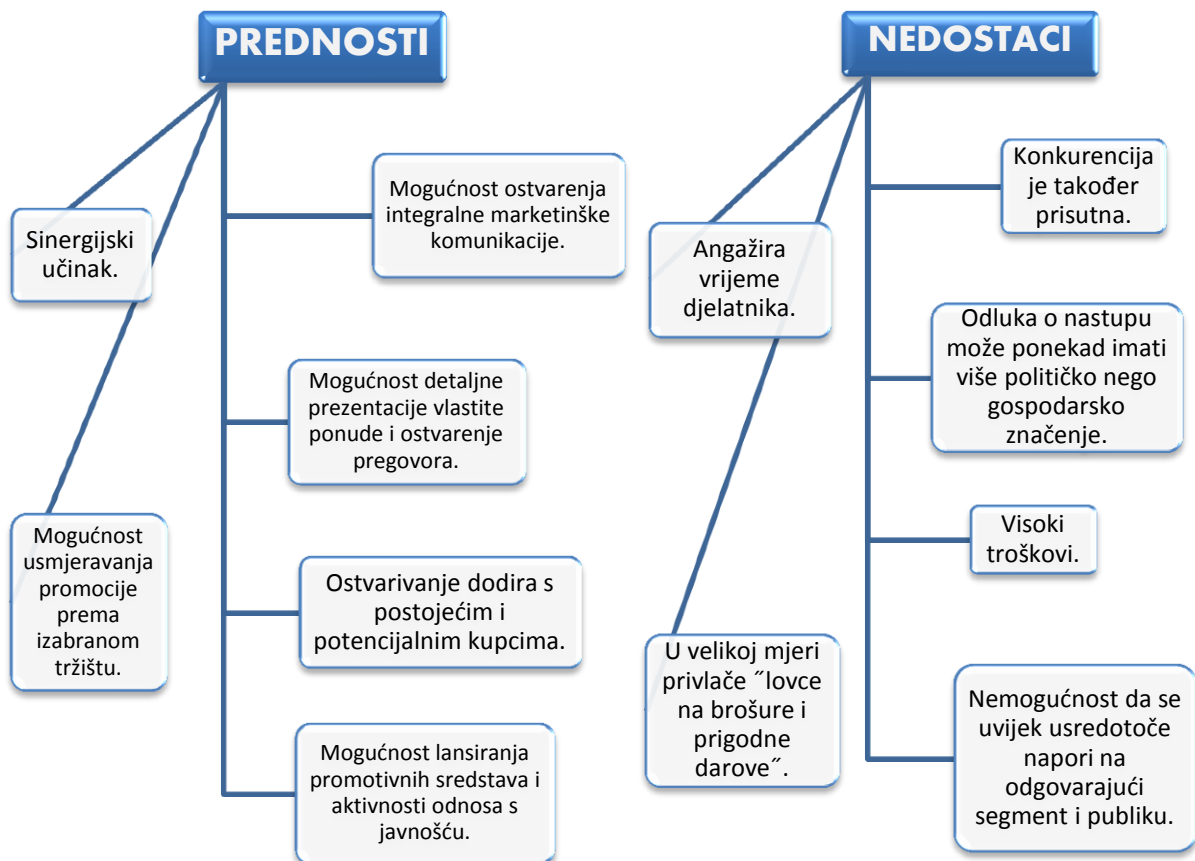 PREDNOSTI
Sinergijski
učinak.
Mogućnost
usmjeravanja
promocije
prema
izabranom
tržištu.
Mogućnost ostvarenja
integralne marketinške
komunikacije.
Mogućnost detaljne
prezentacije vlastite
ponude i ostvarenje
pregovora.
Ostvarivanje dodira s
postojećim i
potencijalnim kupcima.
Mogućnost lansiranja
promotivnih sredstava i
aktivnosti odnosa s
javnošću.
NEDOSTACI
Angažira
vrijeme
djelatnika.
U velikoj mjeri
privlače ˝lovce
na brošure i
prigodne
darove˝.
Konkurencija
je također
prisutna.
Odluka o nastupu
može ponekad imati
više političko nego
gospodarsko
značenje.
Visoki
troškovi.
Nemogućnost da se
uvijek usredotoče
napori na
odgovarajući
segment i publiku.